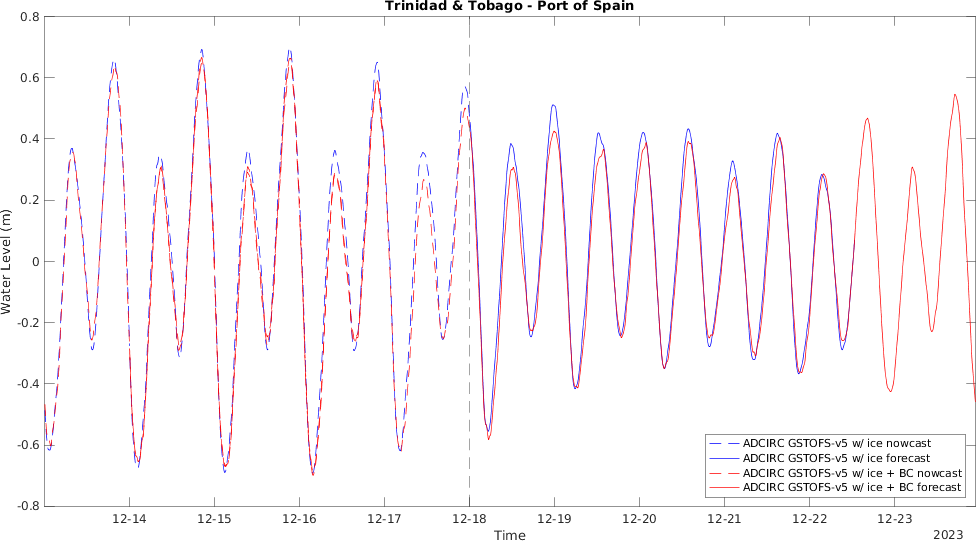 Trinidad & Tobago - Port of Spain
0.8
0.6
0.4
0.2
0
-0.2
-0.4
-0.6
-0.8
Water Level (m)
12-14
12-15
12-16
12-17
12-18
12-19
12-20
12-21
12-22
12-23
Time
2023
ADCIRC GSTOFS-v5 w/ ice nowcast
ADCIRC GSTOFS-v5 w/ ice forecast
ADCIRC GSTOFS-v5 w/ ice + BC nowcast
ADCIRC GSTOFS-v5 w/ ice + BC forecast